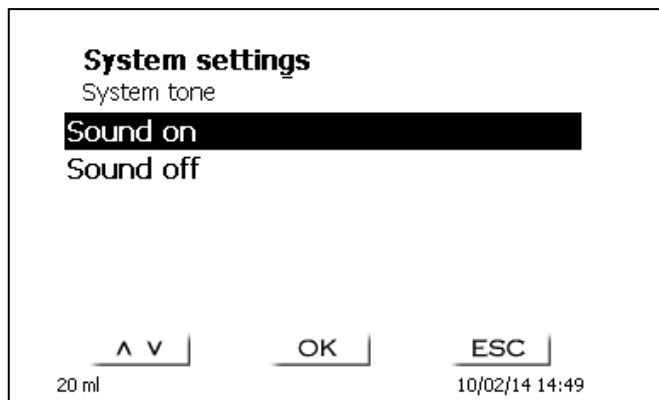 System settings
System tone
Sound on
Sound off
∧ ∨ OK ESC
20 ml 10/02/14 14:49